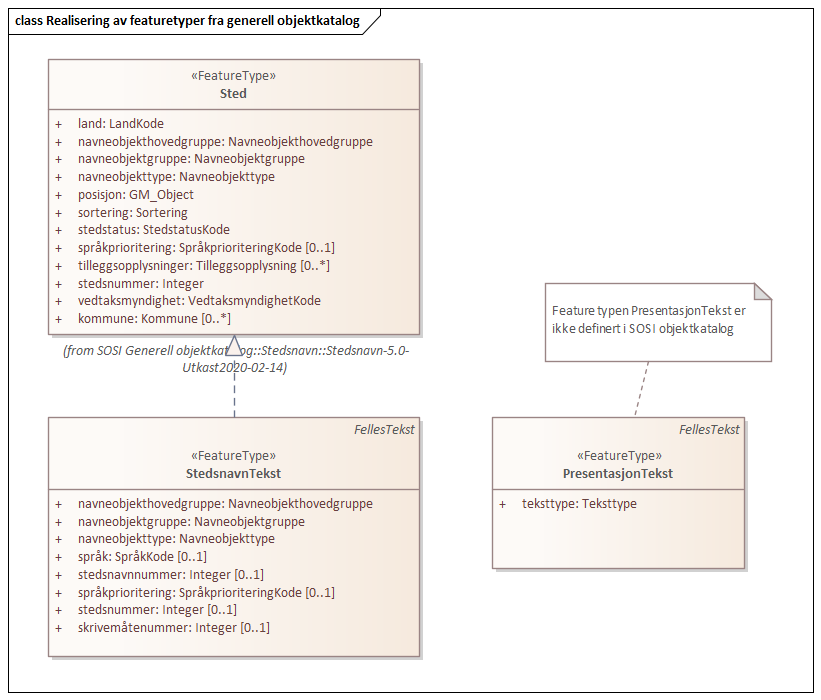 class Realisering av featuretyper fra generell objektkatalog
«FeatureType»
Sted
+ land: LandKode
+ navneobjekthovedgruppe: Navneobjekthovedgruppe
+ navneobjektgruppe: Navneobjektgruppe
+ navneobjekttype: Navneobjekttype
+ posisjon: GM_Object
+ sortering: Sortering
+ stedstatus: StedstatusKode
+ språkprioritering: SpråkprioriteringKode [0..1]
+ tilleggsopplysninger: Tilleggsopplysning [0..*]
+ stedsnummer: Integer
+ vedtaksmyndighet: VedtaksmyndighetKode
+ kommune: Kommune [0..*]
(from SOSI Generell objektkatalog::Stedsnavn::Stedsnavn-5.0-
Utkast2020-02-14)
Feature typen PresentasjonTekst er
ikke definert i SOSI objektkatalog
FellesTekst
«FeatureType»
StedsnavnTekst
+ navneobjekthovedgruppe: Navneobjekthovedgruppe
+ navneobjektgruppe: Navneobjektgruppe
+ navneobjekttype: Navneobjekttype
+ språk: SpråkKode [0..1]
+ stedsnavnnummer: Integer [0..1]
+ språkprioritering: SpråkprioriteringKode [0..1]
+ stedsnummer: Integer [0..1]
+ skrivemåtenummer: Integer [0..1]
FellesTekst
«FeatureType»
PresentasjonTekst
+ teksttype: Teksttype